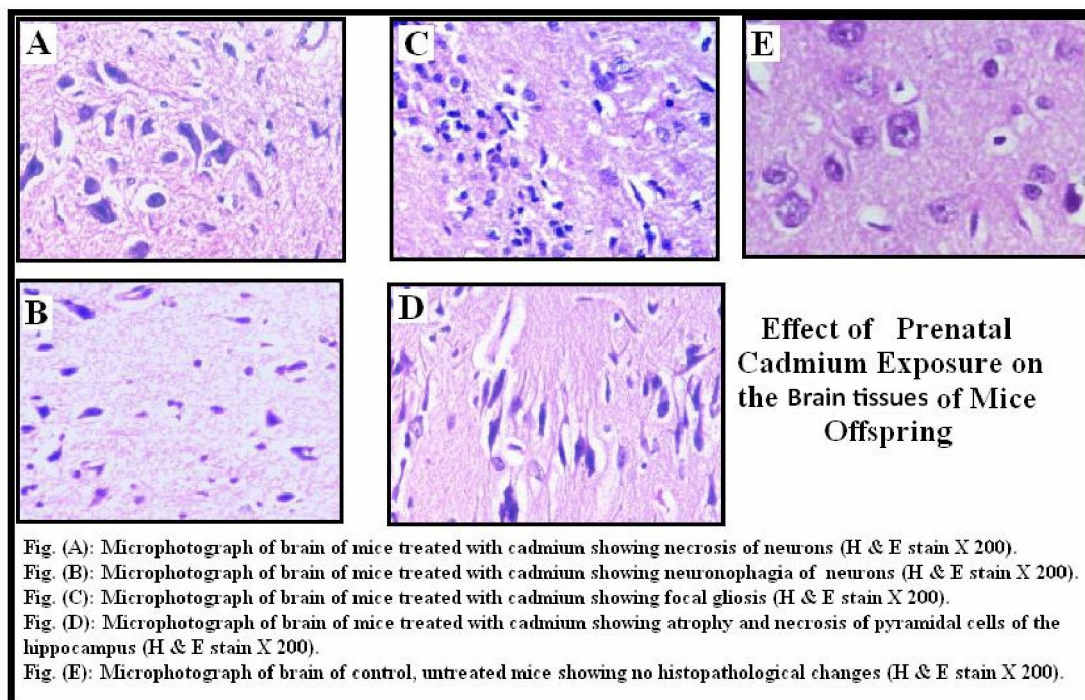 A
C
E
B
D
Effect of Prenatal
Cadmium Exposure on
the Brain tissues of Mice
Offspring
Fig. (A): Microphotograph of brain of mice treated with cadmium showing necrosis of neurons (H & E stain X 200).
Fig. (B): Microphotograph of brain of mice treated with cadmium showing neuronophagia of neurons (H & E stain X 200).
Fig. (C): Microphotograph of brain of mice treated with cadmium showing focal gliosis (H & E stain X 200).
Fig. (D): Microphotograph of brain of mice treated with cadmium showing atrophy and necrosis of pyramidal cells of the
hippocampus (H & E stain X 200).
Fig. (E): Microphotograph of brain of control, untreated mice showing no histopathological changes (H & E stain X 200).